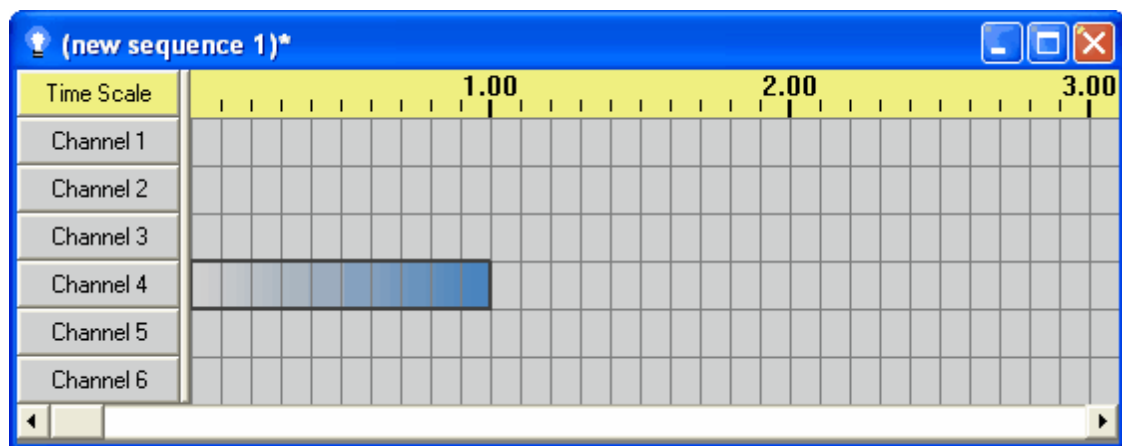 (new sequence 1)*
Time Scale 1.00 2.00 3.00
Channel 1
Channel 2
Channel 3
Channel 4
Channel 5
Channel 6